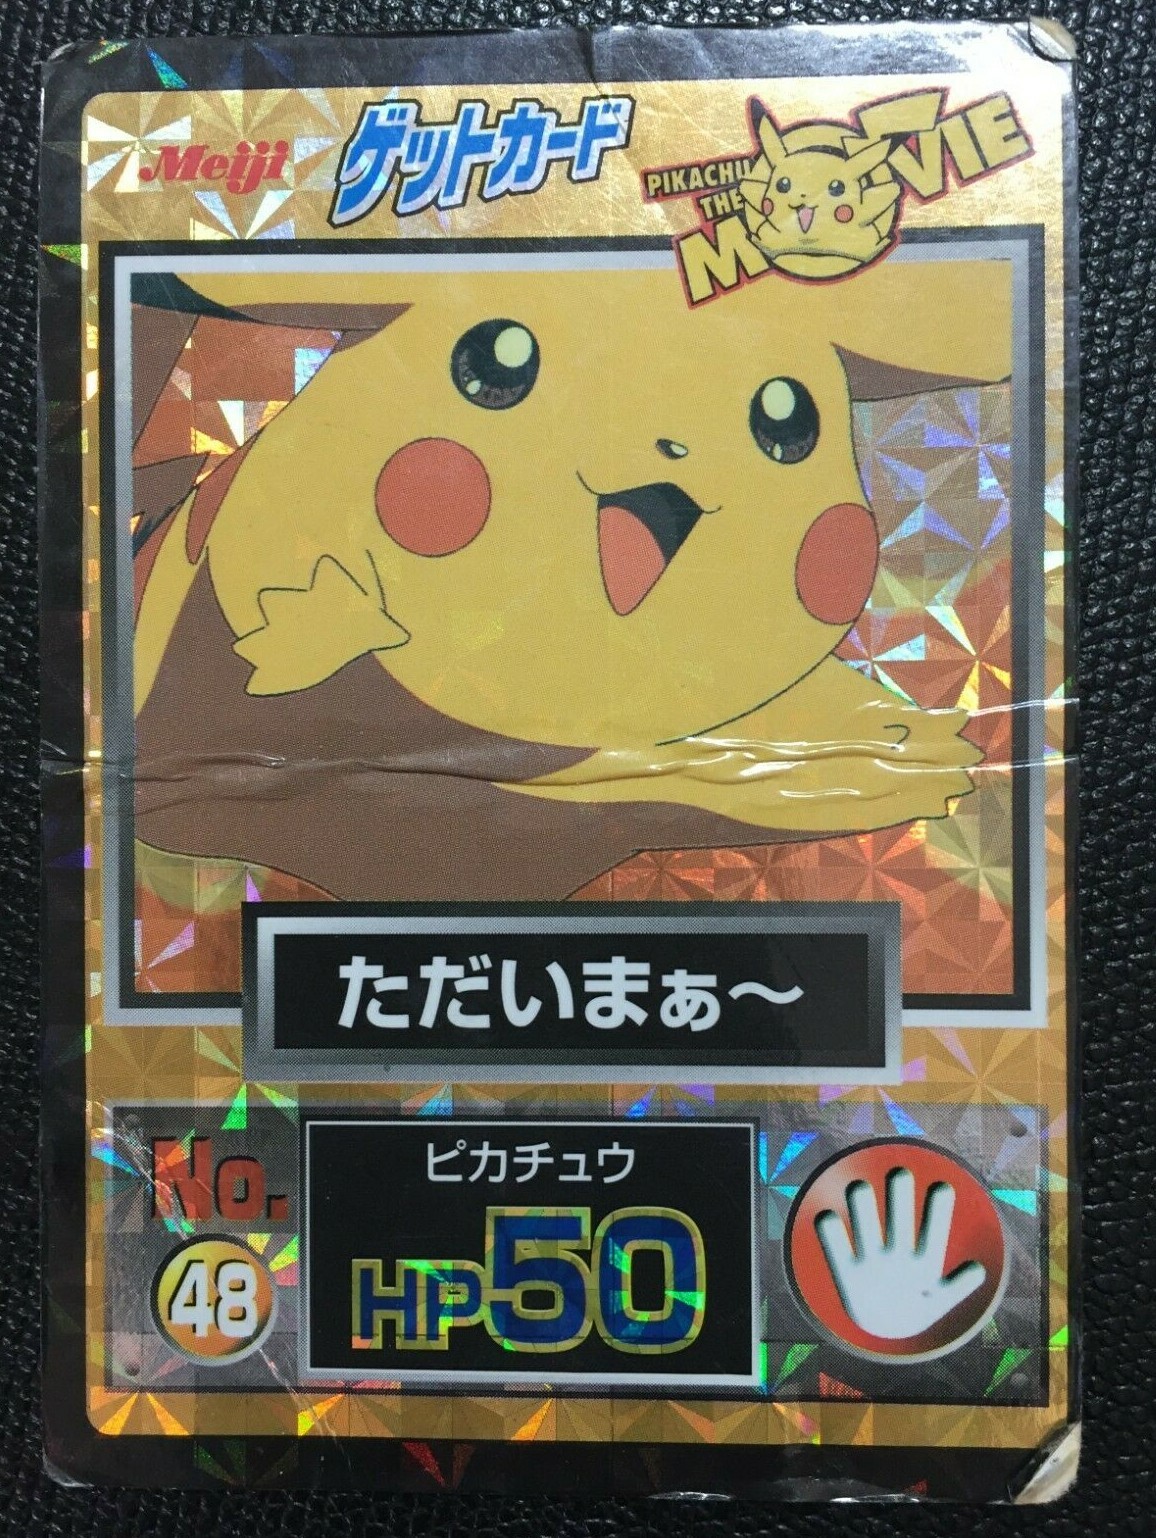 Meiji
ゲットカード
PIKACHU
THE
MOVIE
ただいまぁ～
No.
48
ピカチュウ
HP50